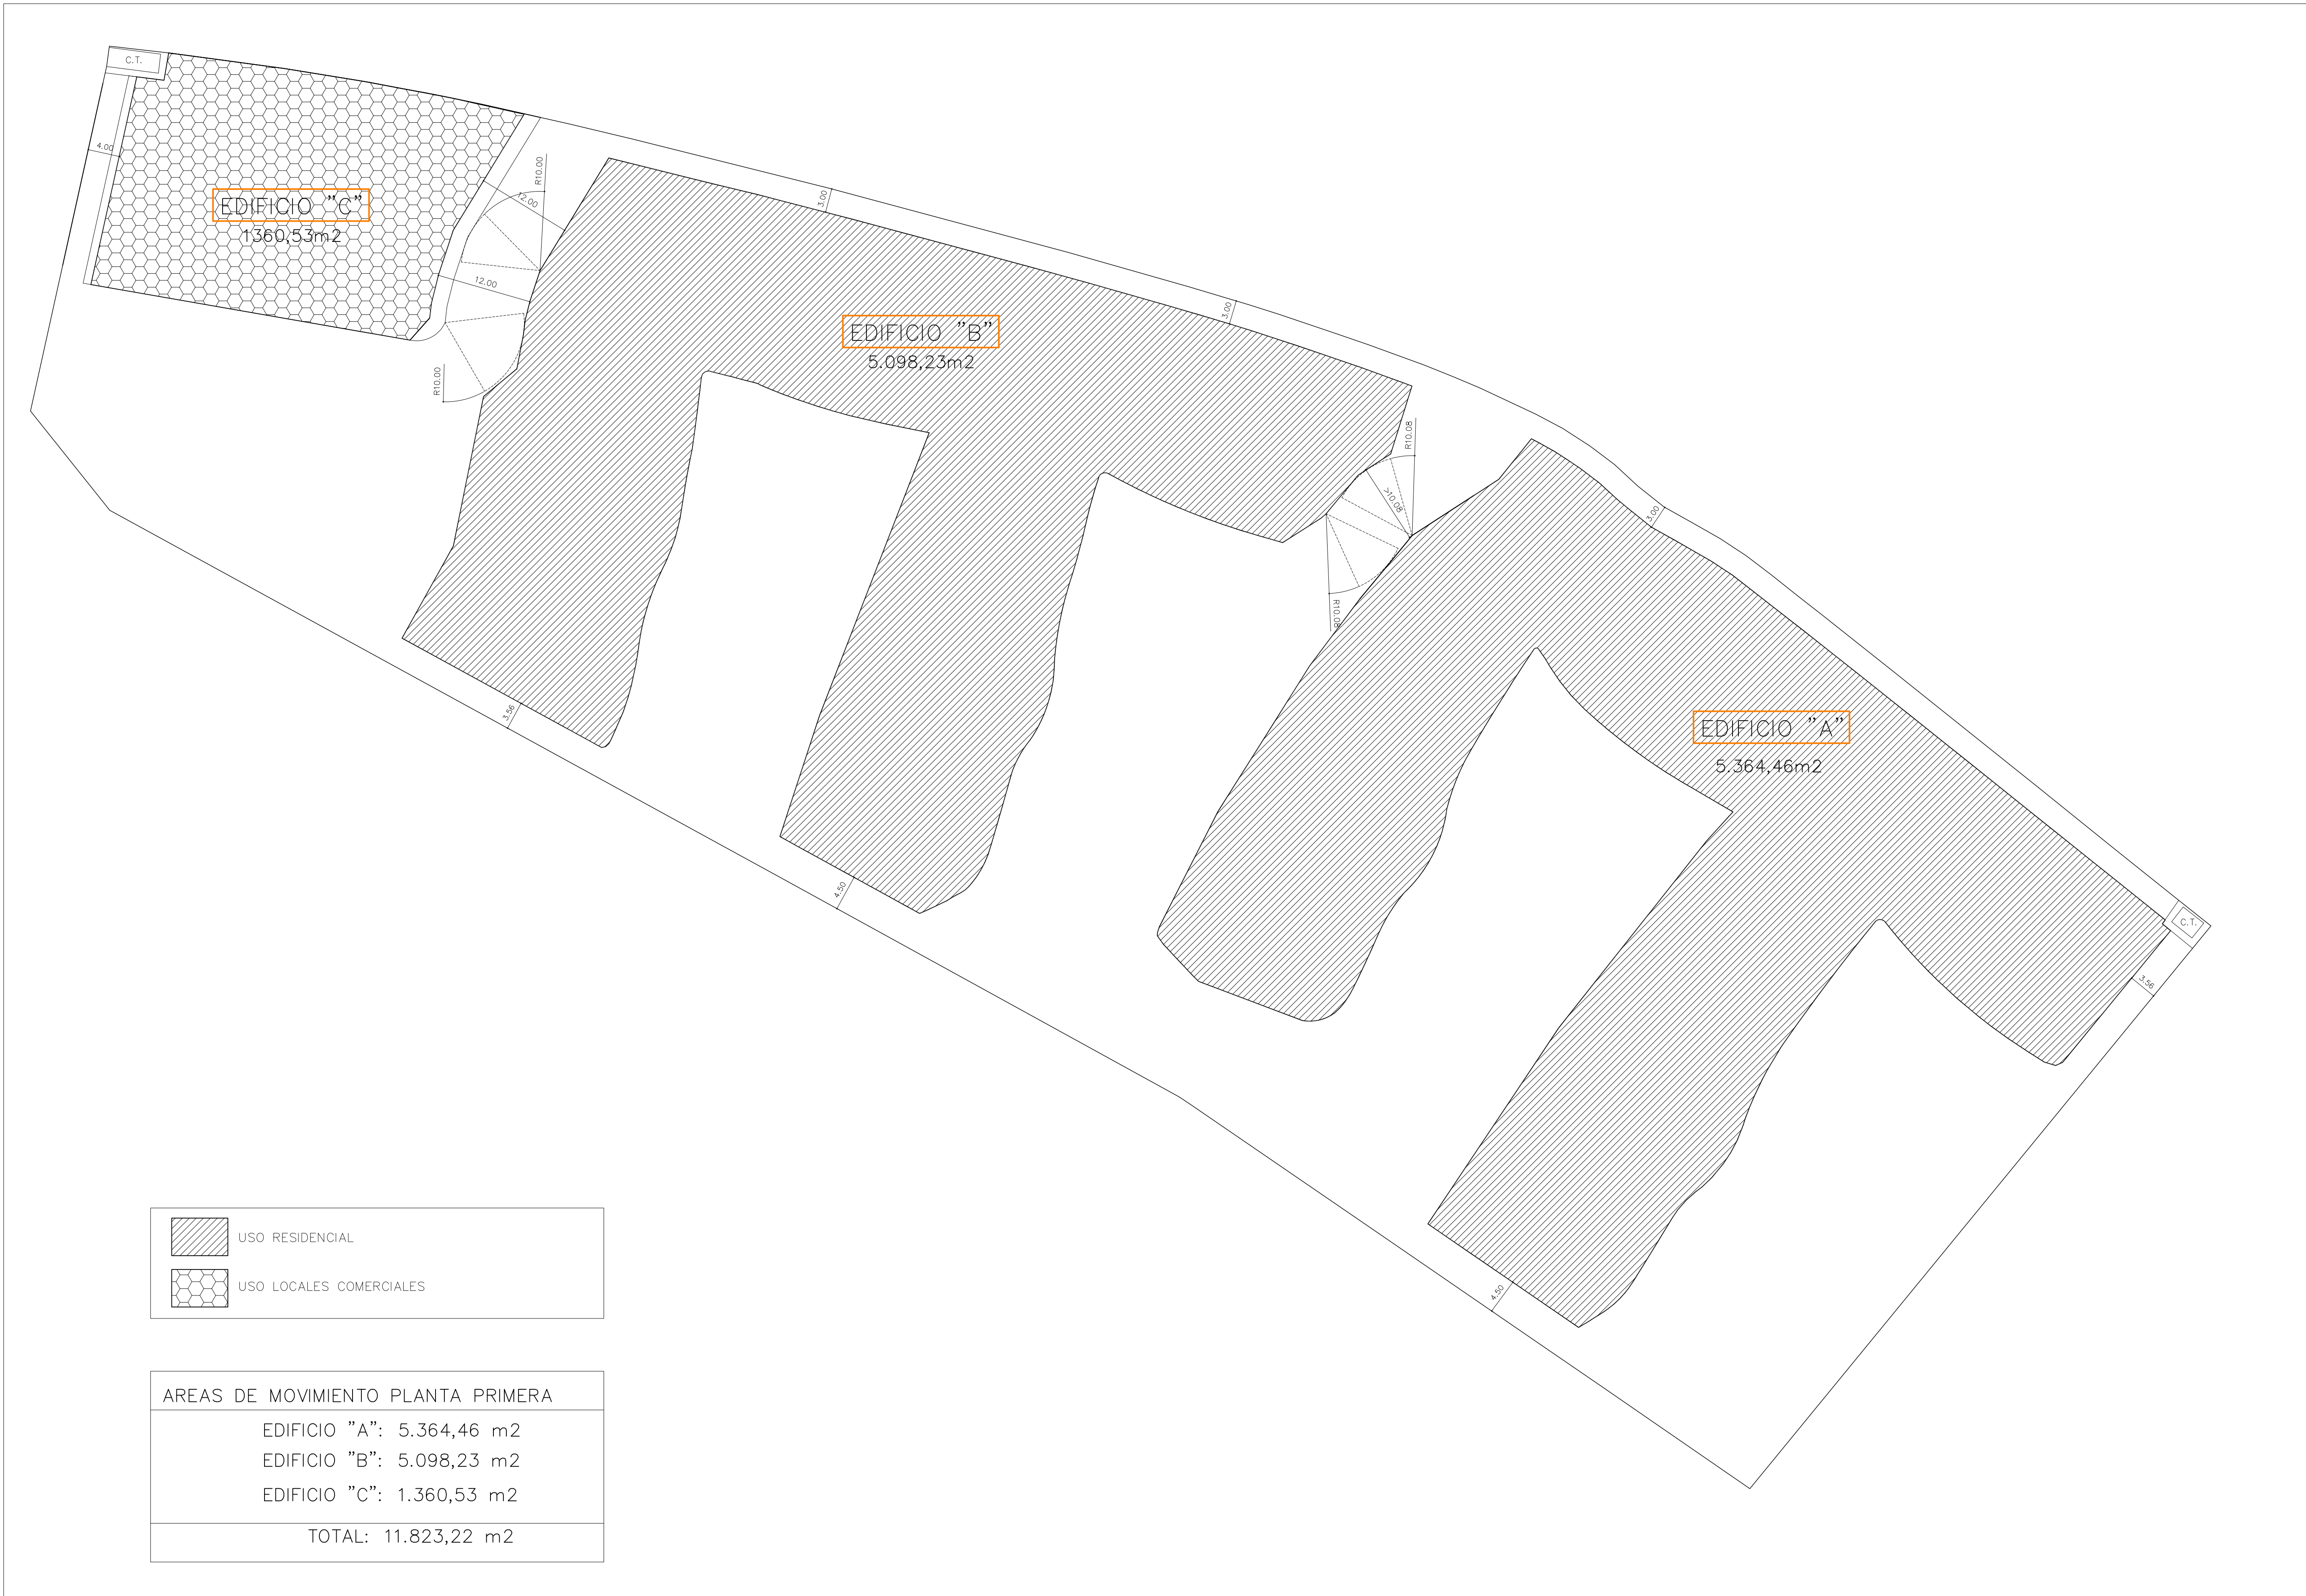 C.T.
4.00
EDIFICIO "C"
1360,53m2
R10.00
12.00
12.00
R10.00
3.00
3.00
EDIFICIO "B"
5.098,23m2
R10.08
>10.08
R10.08
3.00
EDIFICIO "A"
5.364,46m2
3.56
4.50
C.T.
3.56
4.50
USO RESIDENCIAL
USO LOCALES COMERCIALES
AREAS DE MOVIMIENTO PLANTA PRIMERA
EDIFICIO "A": 5.364,46 m2
EDIFICIO "B": 5.098,23 m2
EDIFICIO "C": 1.360,53 m2
TOTAL: 11.823,22 m2